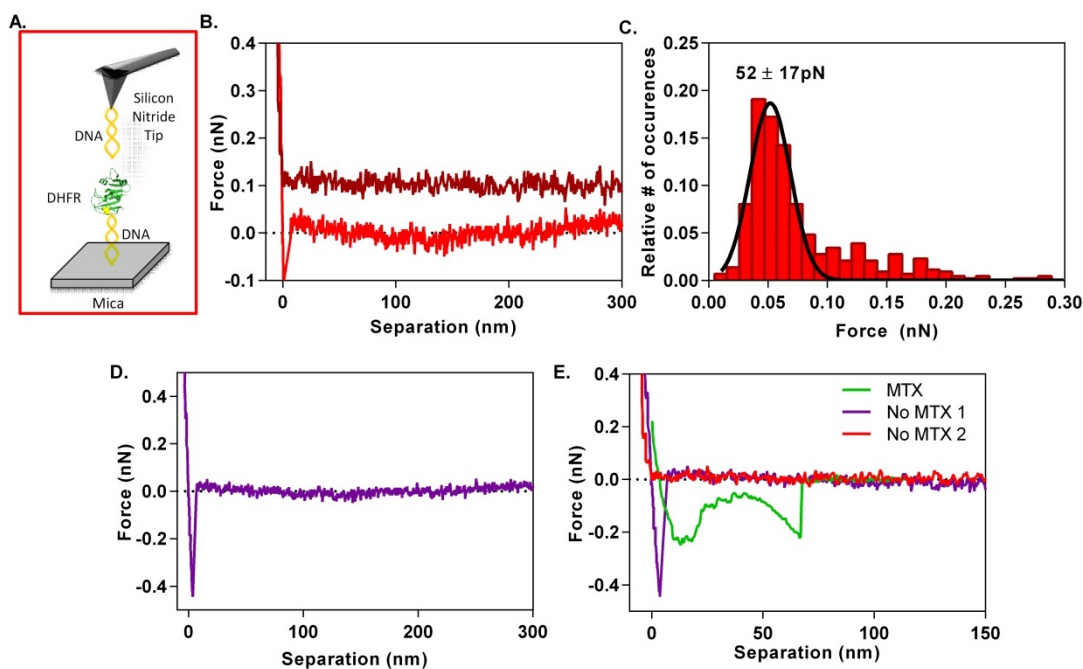 A.
Silicon
Nitride
Tip
DNA
DHFR
DNA
Mica
B.
Force (nN)
0.4
0.3
0.2
0.1
0.0
-0.1
0
100
200
300
Separation (nm)
C.
Relative # of occurences
0.25
0.20
0.15
0.10
0.05
0.00
52 ± 17pN
0.00
0.05
0.10
0.15
0.20
0.25
0.30
Force (nN)
D.
Force (nN)
0.4
0.2
0.0
-0.2
-0.4
0
100
200
300
Separation (nm)
E.
Force (nN)
0.4
0.2
0.0
-0.2
-0.4
MTX
No MTX 1
No MTX 2
0
50
100
150
Separation (nm)